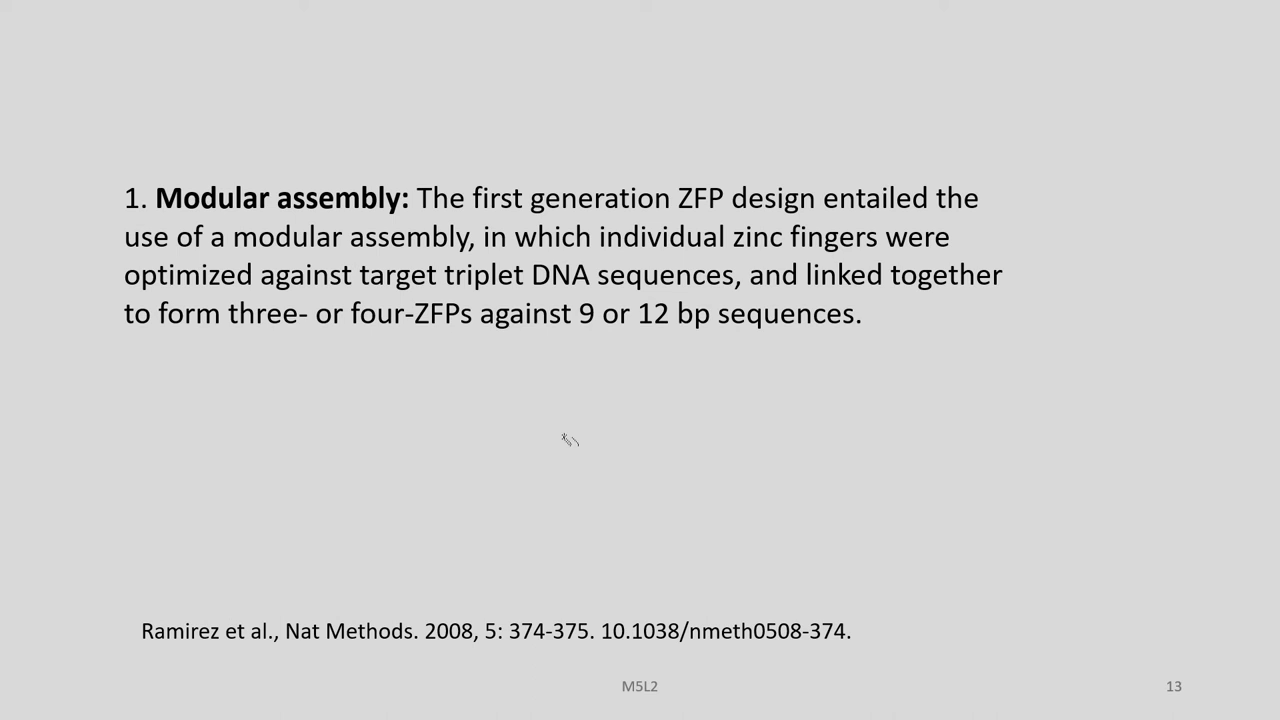 1. Modular assembly: The first generation ZFP design entailed the
use of a modular assembly, in which individual zinc fingers were
optimized against target triplet DNA sequences, and linked together
to form three- or four-ZFPs against 9 or 12 bp sequences.
Ramirez et al., Nat Methods. 2008, 5: 374-375. 10.1038/nmeth0508-374.
M5L2
13